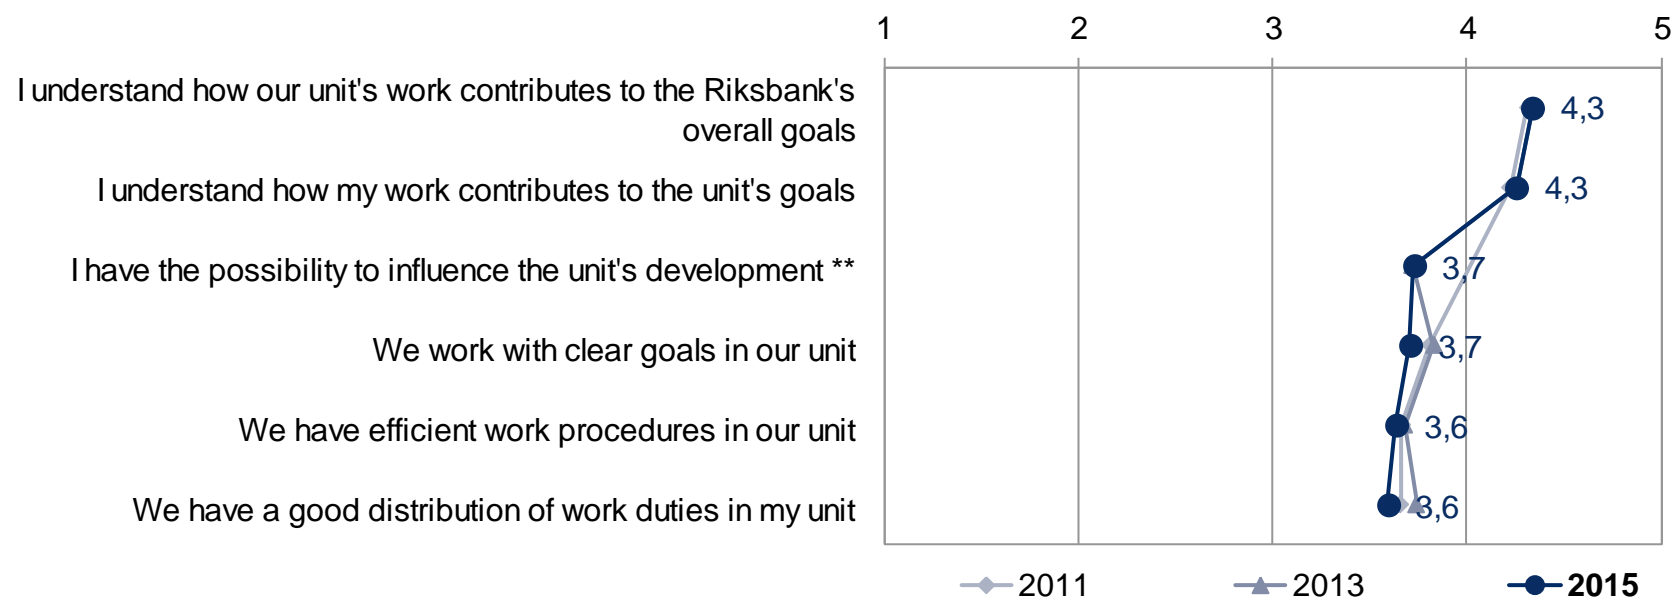 1 2 3 4 5
I understand how our unit's work contributes to the Riksbank's
overall goals
4,3
I understand how my work contributes to the unit's goals
4,3
I have the possibility to influence the unit's development **
3,7
We work with clear goals in our unit
3,7
We have efficient work procedures in our unit
3,6
We have a good distribution of work duties in my unit
3,6
2011 2013 2015